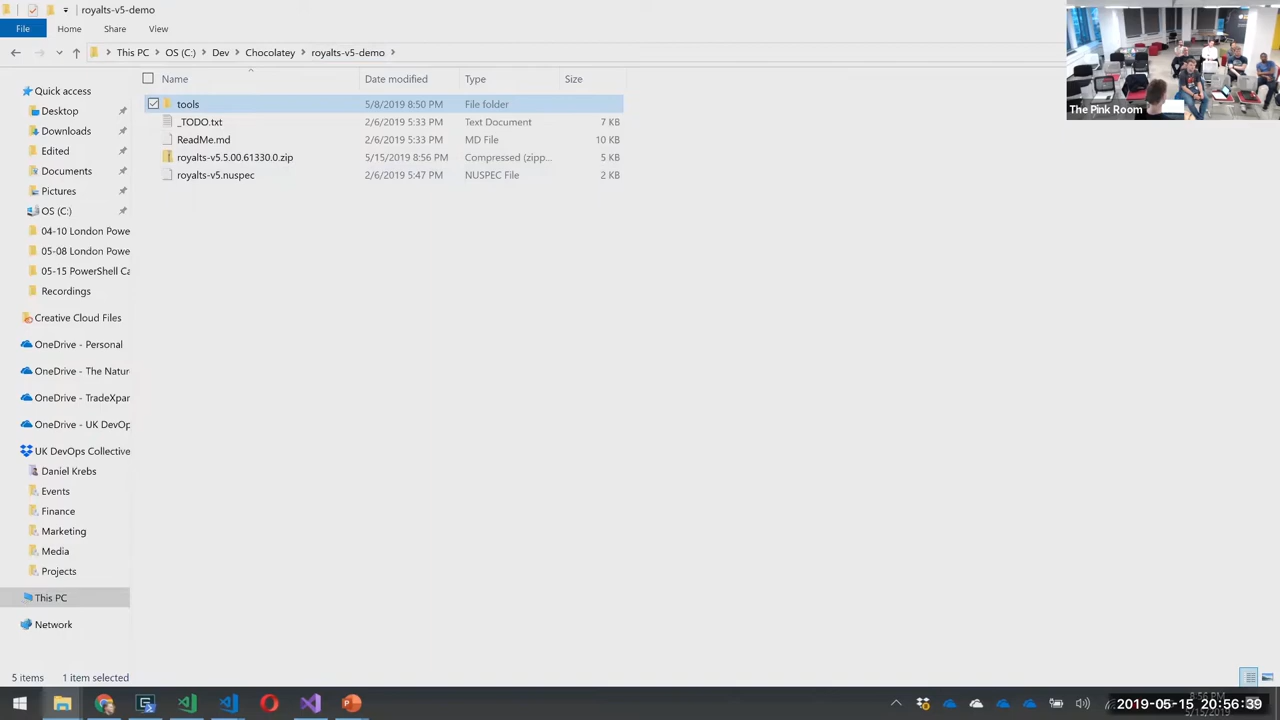 royalts-v5-demo
File Home Share View
This PC OS (C:) Dev Chocolatey royalts-v5-demo
Name Date modified Type Size
tools 5/8/2019 8:50 PM File folder
_TODO.txt 2/6/2019 5:33 PM Text Document 7 KB
ReadMe.md 2/6/2019 5:33 PM MD File 10 KB
royalts-v5.5.00.61330.0.zip 5/15/2019 8:56 PM Compressed (zipp... 5 KB
royalts-v5.nuspec 2/6/2019 5:47 PM NUSPEC File 2 KB
Quick access
Desktop
Downloads
Edited
Documents
Pictures
OS (C:)
04-10 London Powe
05-08 London Powe
05-15 PowerShell Ca
Recordings
Creative Cloud Files
OneDrive - Personal
OneDrive - The Natur
OneDrive - TradeXpan
OneDrive - UK DevOp
UK DevOps Collective
Daniel Krebs
Events
Finance
Marketing
Media
Projects
This PC
Network
5 items 1 item selected
The Pink Room
8:56 PM
2019-05-15 20:56:39
5/15/2019